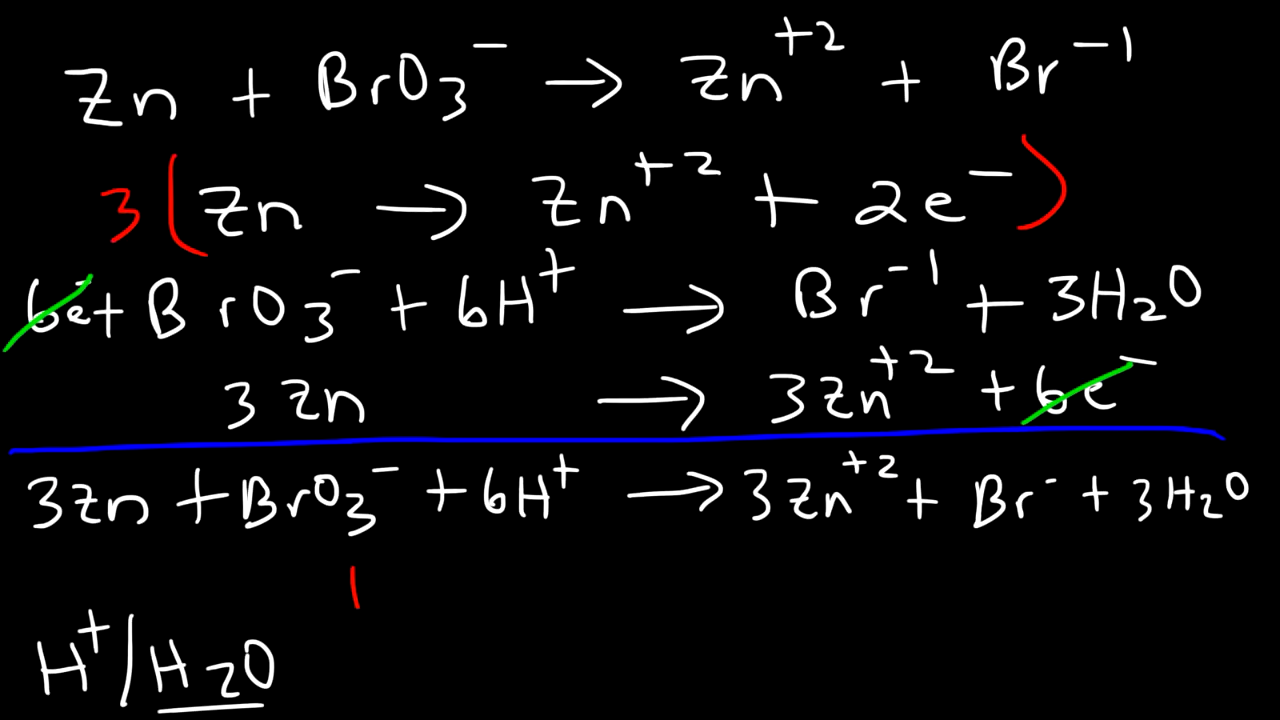 Zn + BrO₃⁻ → Zn⁺² + Br⁻¹
3(Zn → Zn⁺² + 2e⁻)
6e⁻ + BrO₃⁻ + 6H⁺ → Br⁻¹ + 3H₂O
3Zn → 3Zn⁺² + 6e⁻
3Zn + BrO₃⁻ + 6H⁺ → 3Zn⁺² + Br⁻ + 3H₂O
H⁺/H₂O